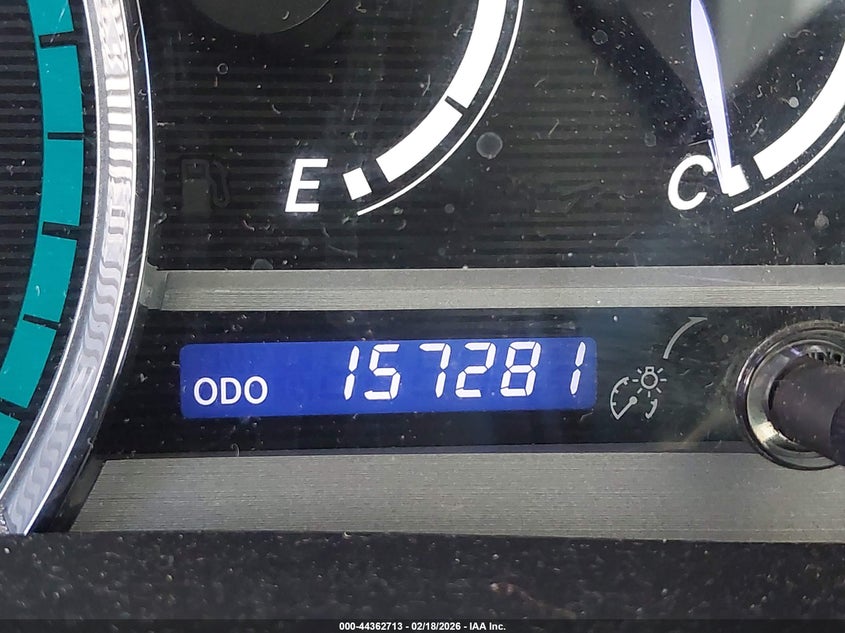 E
C
ODO 157281
000-44362713 - 02/18/2026 - IAA Inc.